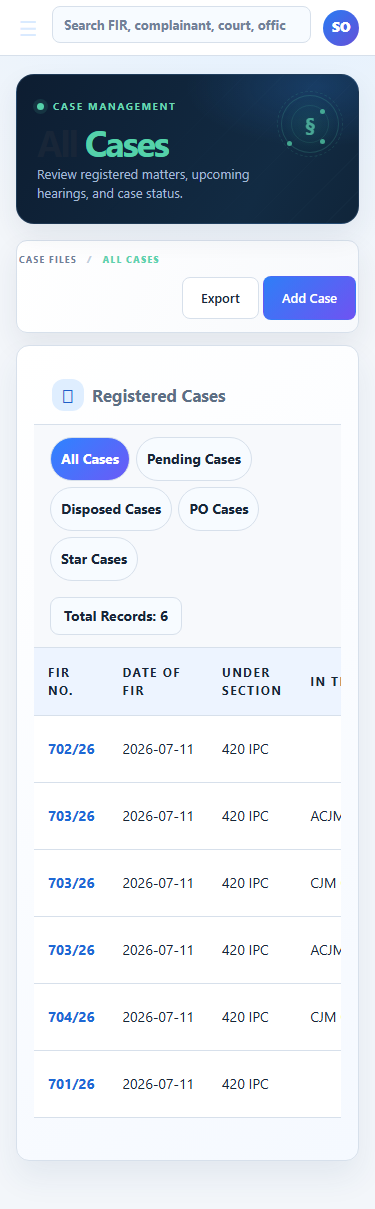 Search FIR, complainant, court, offic
SO
CASE MANAGEMENT
§
All Cases
Review registered matters, upcoming
hearings, and case status.
CASE FILES / ALL CASES
Export
Add Case
Registered Cases
All Cases
Pending Cases
Disposed Cases
PO Cases
Star Cases
Total Records: 6
FIR NO. DATE OF FIR UNDER SECTION IN T
702/26 2026-07-11 420 IPC
703/26 2026-07-11 420 IPC ACJM
703/26 2026-07-11 420 IPC CJM
703/26 2026-07-11 420 IPC ACJM
704/26 2026-07-11 420 IPC CJM
701/26 2026-07-11 420 IPC